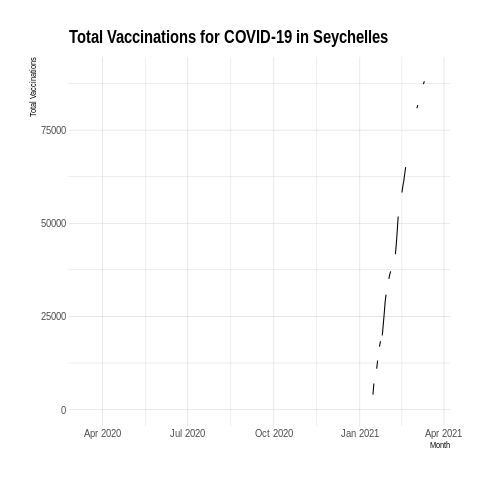 Total Vaccinations for COVID-19 in Seychelles
Total Vaccinations
75000
50000
25000
0
Apr 2020 Jul 2020 Oct 2020 Jan 2021 Apr 2021
Month